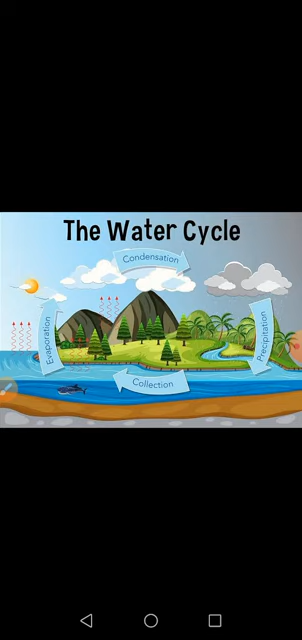 The Water Cycle
Condensation
Evaporation
Precipitation
Collection